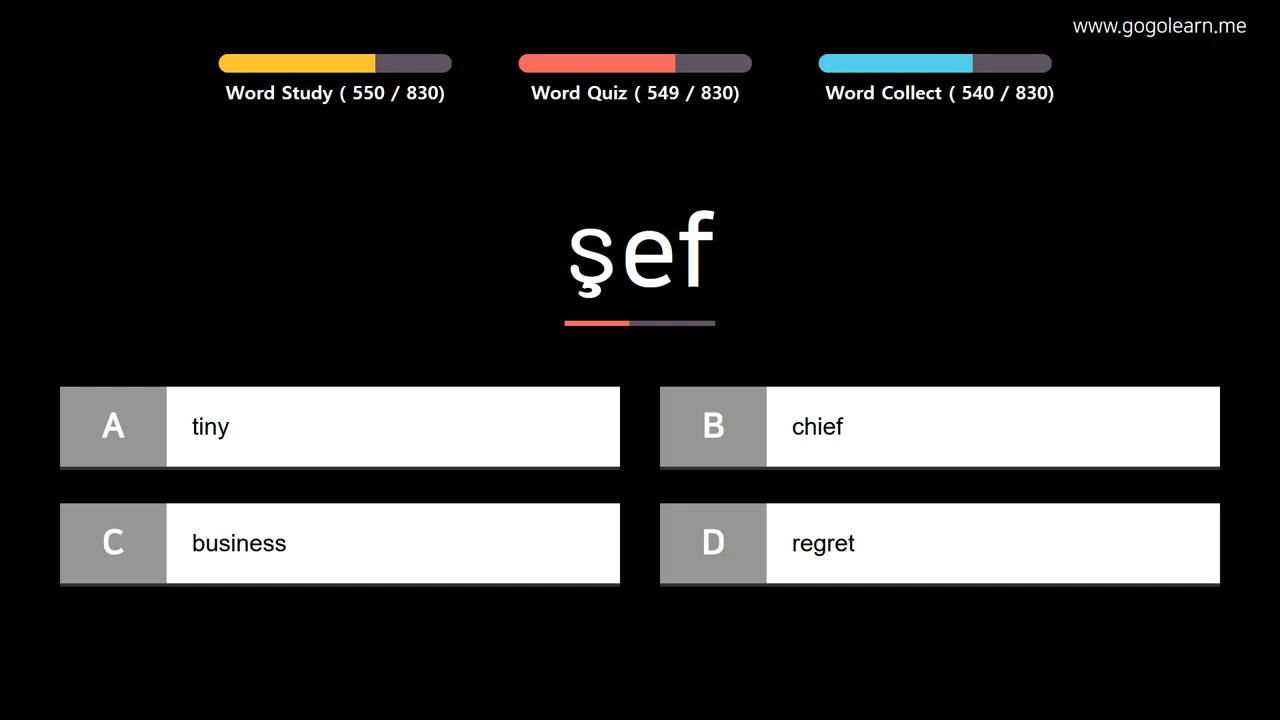 www.gogolearn.me
Word Study ( 550 / 830)
Word Quiz ( 549 / 830)
Word Collect ( 540 / 830)
şef
A tiny
B chief
C business
D regret